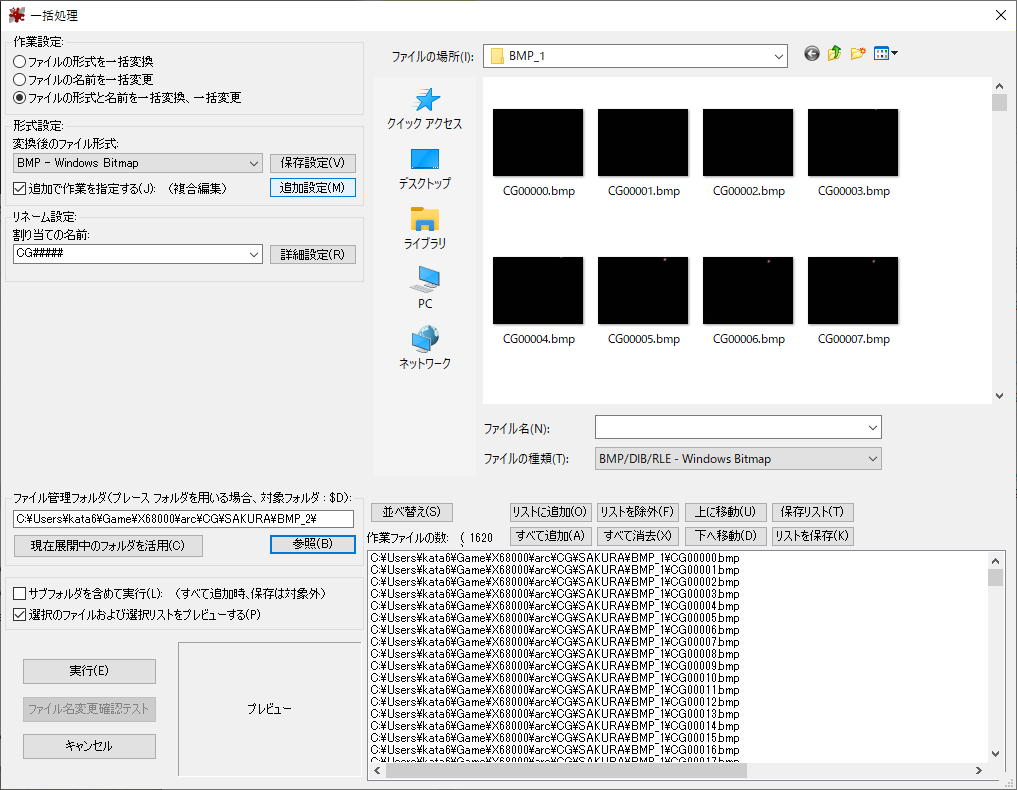 一括処理
作業設定:
ファイルの形式を一括変換
ファイルの名前を一括変更
ファイルの形式と名前を一括変換、一括変更
形式設定:
変換後のファイル形式:
BMP - Windows Bitmap
保存設定(V)
追加で作業を指定する(J): （複合編集）
追加設定(M)
リネーム設定:
割り当ての名前:
CG#####
詳細設定(R)
ファイルの場所(I):
BMP_1
クイック アクセス
デスクトップ
ライブラリ
PC
ネットワーク
CG00000.bmp
CG00001.bmp
CG00002.bmp
CG00003.bmp
CG00004.bmp
CG00005.bmp
CG00006.bmp
CG00007.bmp
ファイル名(N):
ファイルの種類(T):
BMP/DIB/RLE - Windows Bitmap
ファイル管理フォルダ(プレース フォルダを用いる場合、対象フォルダ : $D):
C:¥Users¥kata6¥Game¥X68000¥arc¥CG¥SAKURA¥BMP_2¥
現在展開中のフォルダを活用(C)
参照(B)
サブフォルダを含めて実行(L): （すべて追加時、保存は対象外）
選択のファイルおよび選択リストをプレビューする(P)
実行(E)
ファイル名変更確認テスト
キャンセル
プレビュー
並べ替え(S)
リストに追加(O)
リストを除外(F)
上に移動(U)
保存リスト(T)
作業ファイルの数: ( 1620
すべて追加(A)
すべて消去(X)
下へ移動(D)
リストを保存(K)
C:¥Users¥kata6¥Game¥X68000¥arc¥CG¥SAKURA¥BMP_1¥CG00000.bmp
C:¥Users¥kata6¥Game¥X68000¥arc¥CG¥SAKURA¥BMP_1¥CG00001.bmp
C:¥Users¥kata6¥Game¥X68000¥arc¥CG¥SAKURA¥BMP_1¥CG00002.bmp
C:¥Users¥kata6¥Game¥X68000¥arc¥CG¥SAKURA¥BMP_1¥CG00003.bmp
C:¥Users¥kata6¥Game¥X68000¥arc¥CG¥SAKURA¥BMP_1¥CG00004.bmp
C:¥Users¥kata6¥Game¥X68000¥arc¥CG¥SAKURA¥BMP_1¥CG00005.bmp
C:¥Users¥kata6¥Game¥X68000¥arc¥CG¥SAKURA¥BMP_1¥CG00006.bmp
C:¥Users¥kata6¥Game¥X68000¥arc¥CG¥SAKURA¥BMP_1¥CG00007.bmp
C:¥Users¥kata6¥Game¥X68000¥arc¥CG¥SAKURA¥BMP_1¥CG00008.bmp
C:¥Users¥kata6¥Game¥X68000¥arc¥CG¥SAKURA¥BMP_1¥CG00009.bmp
C:¥Users¥kata6¥Game¥X68000¥arc¥CG¥SAKURA¥BMP_1¥CG00010.bmp
C:¥Users¥kata6¥Game¥X68000¥arc¥CG¥SAKURA¥BMP_1¥CG00011.bmp
C:¥Users¥kata6¥Game¥X68000¥arc¥CG¥SAKURA¥BMP_1¥CG00012.bmp
C:¥Users¥kata6¥Game¥X68000¥arc¥CG¥SAKURA¥BMP_1¥CG00013.bmp
C:¥Users¥kata6¥Game¥X68000¥arc¥CG¥SAKURA¥BMP_1¥CG00014.bmp
C:¥Users¥kata6¥Game¥X68000¥arc¥CG¥SAKURA¥BMP_1¥CG00015.bmp
C:¥Users¥kata6¥Game¥X68000¥arc¥CG¥SAKURA¥BMP_1¥CG00016.bmp
C:¥Users¥kata6¥Game¥X68000¥arc¥CG¥SAKURA¥BMP_1¥CG00017.bmp